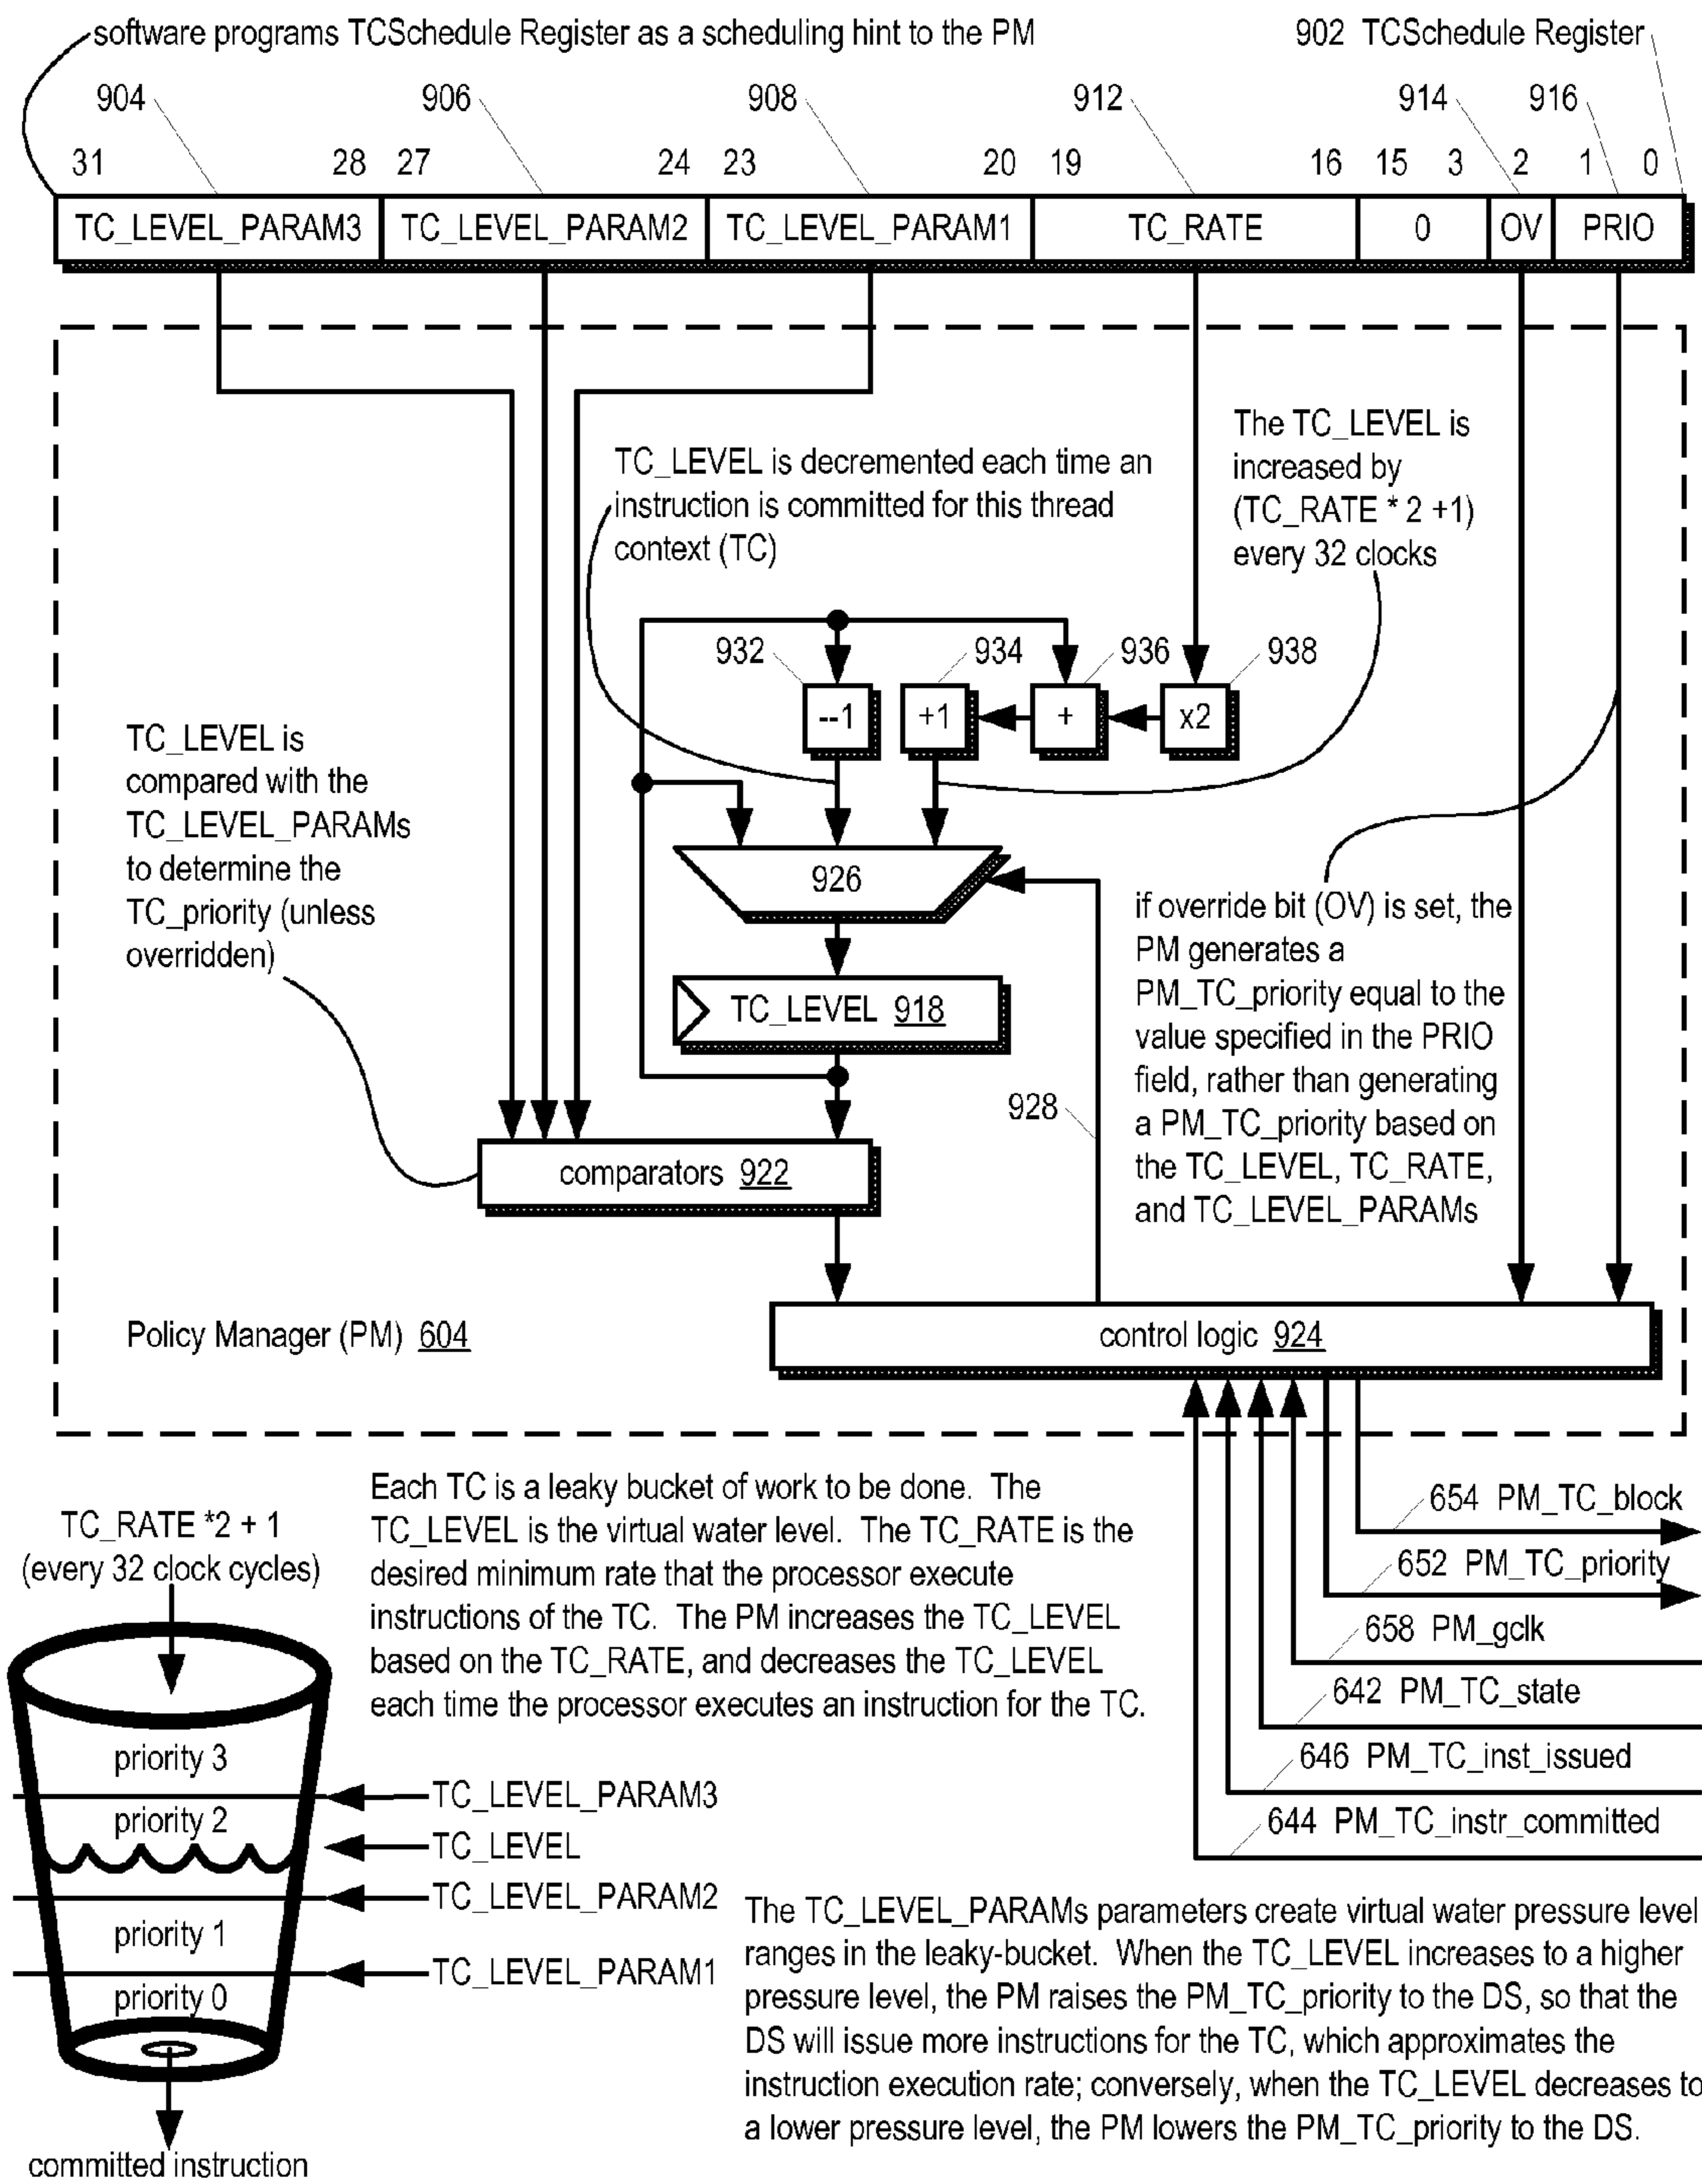 software programs TCSchedule Register as a scheduling hint to the PM
902 TCSchedule Register
904 906 908 912 914 916
31 28 27 24 23 20 19 16 15 3 2 1 0
TC_LEVEL_PARAM3 TC_LEVEL_PARAM2 TC_LEVEL_PARAM1 TC_RATE 0 OV PRIO
The TC_LEVEL is
increased by
(TC_RATE * 2 +1)
every 32 clocks
TC_LEVEL is decremented each time an
instruction is committed for this thread
context (TC)
932 934 936 938
--1 +1 + x2
TC_LEVEL is
compared with the
TC_LEVEL_PARAMs
to determine the
TC_priority (unless
overridden)
926
TC_LEVEL 918
if override bit (OV) is set, the
PM generates a
PM_TC_priority equal to the
value specified in the PRIO
field, rather than generating
a PM_TC_priority based on
the TC_LEVEL, TC_RATE,
and TC_LEVEL_PARAMs
928
comparators 922
Policy Manager (PM) 604
control logic 924
654 PM_TC_block
652 PM_TC_priority
658 PM_gclk
642 PM_TC_state
646 PM_TC_inst_issued
644 PM_TC_instr_committed
Each TC is a leaky bucket of work to be done. The
TC_LEVEL is the virtual water level. The TC_RATE is the
desired minimum rate that the processor execute
instructions of the TC. The PM increases the TC_LEVEL
based on the TC_RATE, and decreases the TC_LEVEL
each time the processor executes an instruction for the TC.
TC_RATE *2 + 1
(every 32 clock cycles)
priority 3
TC_LEVEL_PARAM3
priority 2
TC_LEVEL
TC_LEVEL_PARAM2
priority 1
TC_LEVEL_PARAM1
priority 0
committed instruction
The TC_LEVEL_PARAMs parameters create virtual water pressure level
ranges in the leaky-bucket. When the TC_LEVEL increases to a higher
pressure level, the PM raises the PM_TC_priority to the DS, so that the
DS will issue more instructions for the TC, which approximates the
instruction execution rate; conversely, when the TC_LEVEL decreases to
a lower pressure level, the PM lowers the PM_TC_priority to the DS.